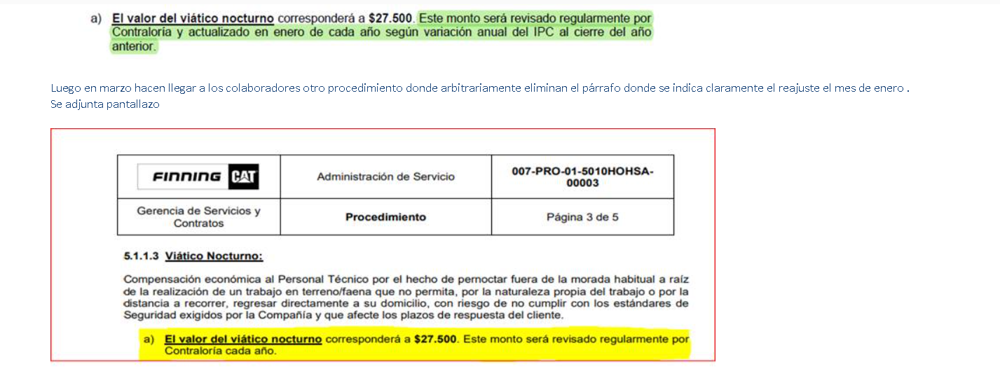 a) El valor del viático nocturno corresponderá a $27.500. Este monto será revisado regularmente por
Contraloría y actualizado en enero de cada año según variación anual del IPC al cierre del año
anterior.
Luego en marzo hacen llegar a los colaboradores otro procedimiento donde arbitrariamente eliminan el párrafo donde se indica claramente el reajuste el mes de enero .
Se adjunta pantallazo
FINNING CAT
Administración de Servicio
007-PRO-01-5010HOHSA-
00003
Gerencia de Servicios y
Contratos
Procedimiento
Página 3 de 5
5.1.1.3 Viático Nocturno:
Compensación económica al Personal Técnico por el hecho de pernoctar fuera de la morada habitual a raíz
de la realización de un trabajo en terreno/faena que no permita, por la naturaleza propia del trabajo o por la
distancia a recorrer, regresar directamente a su domicilio, con riesgo de no cumplir con los estándares de
Seguridad exigidos por la Compañía y que afecte los plazos de respuesta del cliente.
a) El valor del viático nocturno corresponderá a $27.500. Este monto será revisado regularmente por
Contraloría cada año.